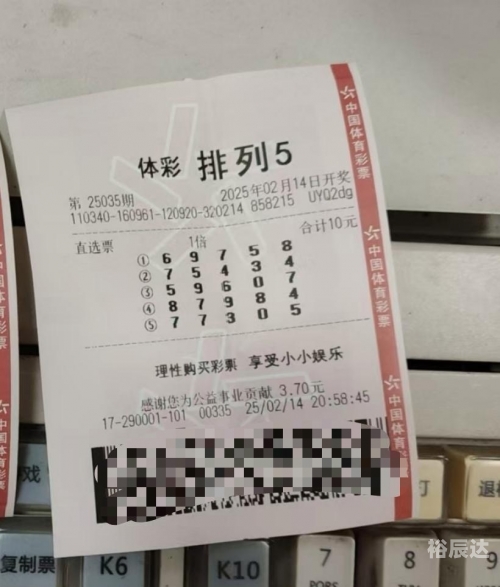 体彩 排列5
第 25035期 2025年02月14日开奖
110340-160961-120920-320214 858215 UYQ2dg
直选票 1倍 合计10元
① 6 9 7 5 8
② 7 5 4 3 4
③ 5 9 6 0 7
④ 8 7 9 8 4
⑤ 7 7 3 0 5
理性购买彩票 享受小小娱乐
感谢您为公益事业贡献 3.70元
17-290001-101 00335 25/02/14 20:58:45
中国体育彩票
中国体育彩票
中国体育彩票
复制票
K6
K10
7
8
9
裕辰达